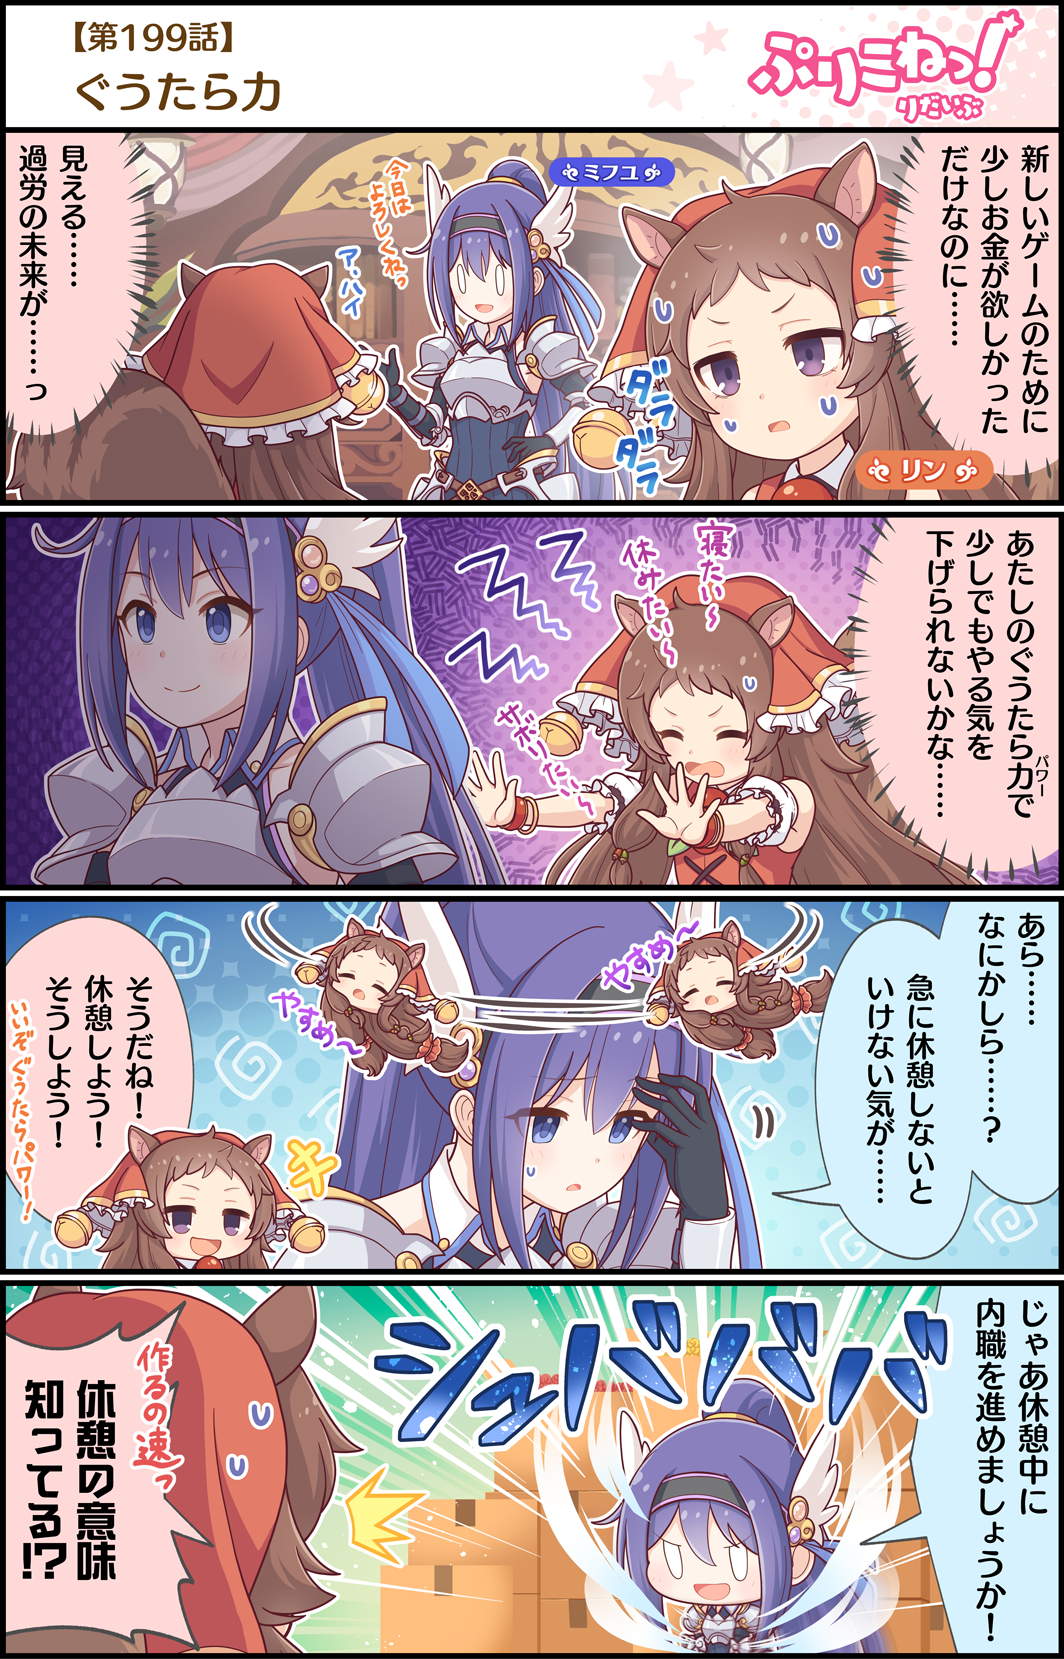 【第199話】
ぐうたら力
ぷりこねっ!
りだいぶ
新しいゲームのために
少しお金が欲しかった
だけなのに……
リン
ダラ
ダラ
ミフユ
今日は
よろしくねっ
ア、ハイ
見える……
過労の未来が……っ
あたしのぐうたら力で
パワー
少しでもやる気を
下げられないかな……
寝たい〜
休みたい〜
サボりたい〜
あら……
なにかしら……?
急に休憩しないと
いけない気が……
やすめ〜
やすめ〜
そうだね!
休憩しよう!
そうしよう!
いいぞぐうたらパワー!
じゃあ休憩中に
内職を進めましょうか!
シュババババ
作るの速っ
休憩の意味
知ってる!?